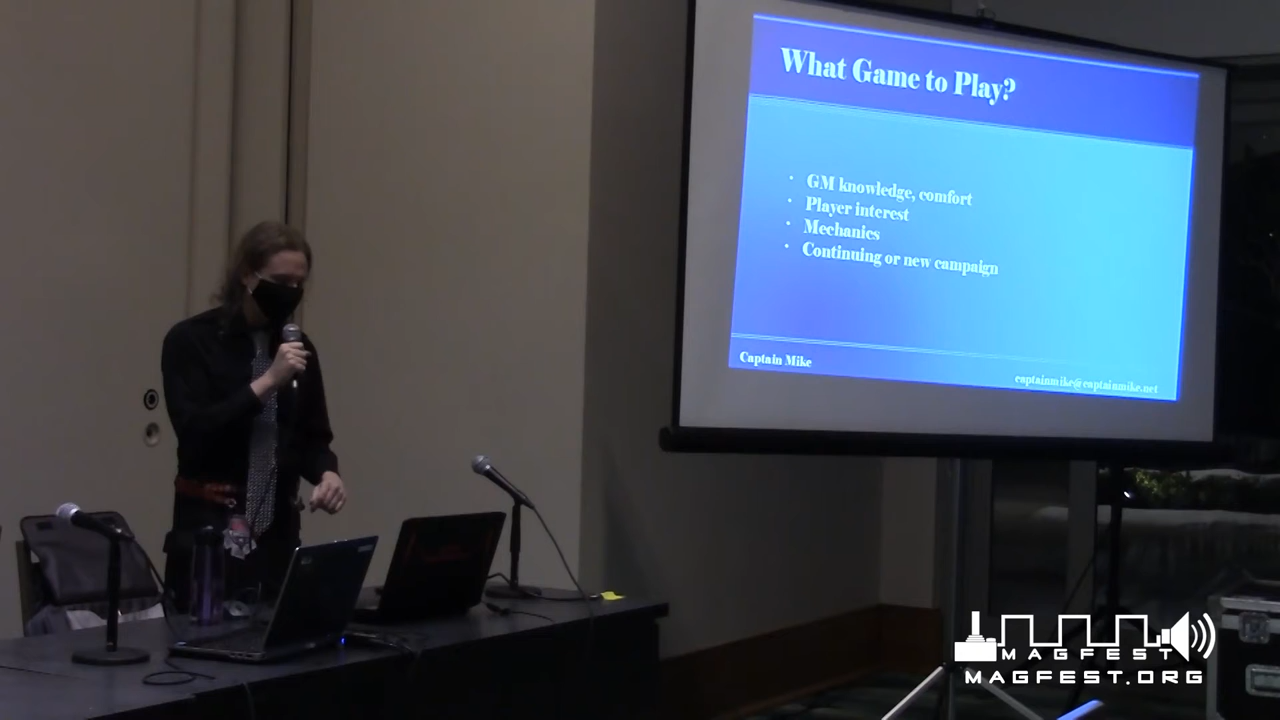 What Game to Play?
GM knowledge, comfort
Player interest
Mechanics
Continuing or new campaign
Captain Mike
captainmike@captainmike.net
MAGFEST
MAGFEST.ORG